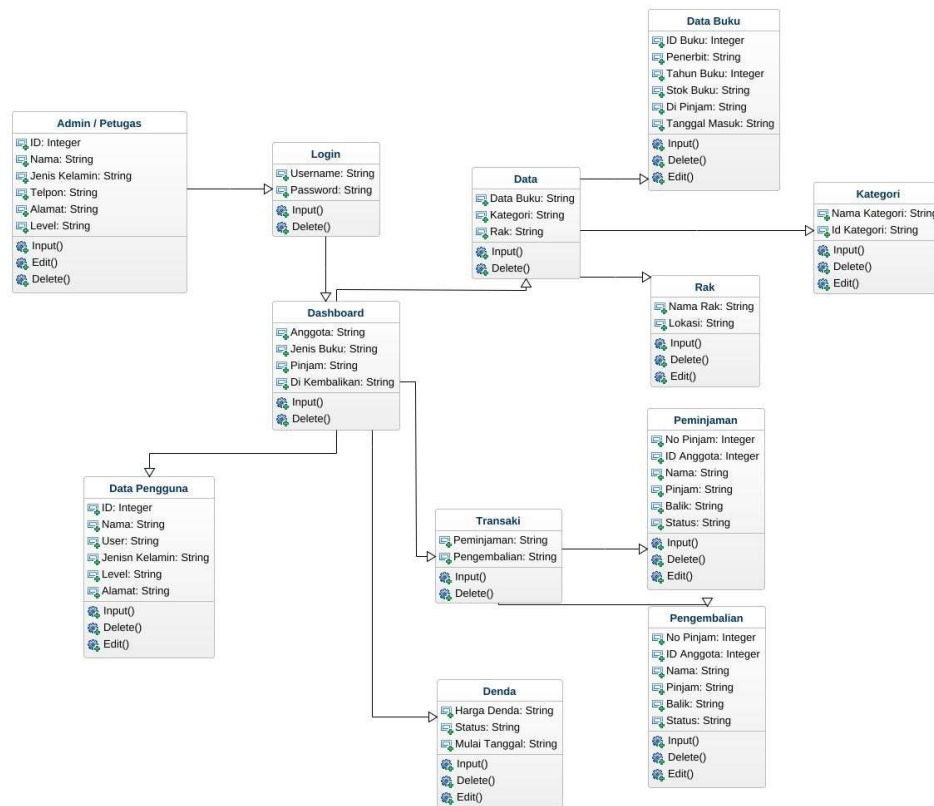 Admin / Petugas
ID: Integer
Nama: String
Jenis Kelamin: String
Telpon: String
Alamat: String
Level: String
Input()
Edit()
Delete()
Login
Username: String
Password: String
Input()
Delete()
Dashboard
Anggota: String
Jenis Buku: String
Pinjam: String
Di Kembalikan: String
Input()
Delete()
Data Pengguna
ID: Integer
Nama: String
User: String
Jenisn Kelamin: String
Level: String
Alamat: String
Input()
Delete()
Edit()
Data
Data Buku: String
Kategori: String
Rak: String
Input()
Delete()
Data Buku
ID Buku: Integer
Penerbit: String
Tahun Buku: Integer
Stok Buku: String
Di Pinjam: String
Tanggal Masuk: String
Input()
Delete()
Edit()
Kategori
Nama Kategori: String
Id Kategori: String
Input()
Delete()
Edit()
Rak
Nama Rak: String
Lokasi: String
Input()
Delete()
Edit()
Transaki
Peminjaman: String
Pengembalian: String
Input()
Delete()
Peminjaman
No Pinjam: Integer
ID Anggota: Integer
Nama: String
Pinjam: String
Balik: String
Status: String
Input()
Delete()
Edit()
Pengembalian
No Pinjam: Integer
ID Anggota: Integer
Nama: String
Pinjam: String
Balik: String
Status: String
Input()
Delete()
Edit()
Denda
Harga Denda: String
Status: String
Mulai Tanggal: String
Input()
Delete()
Edit()